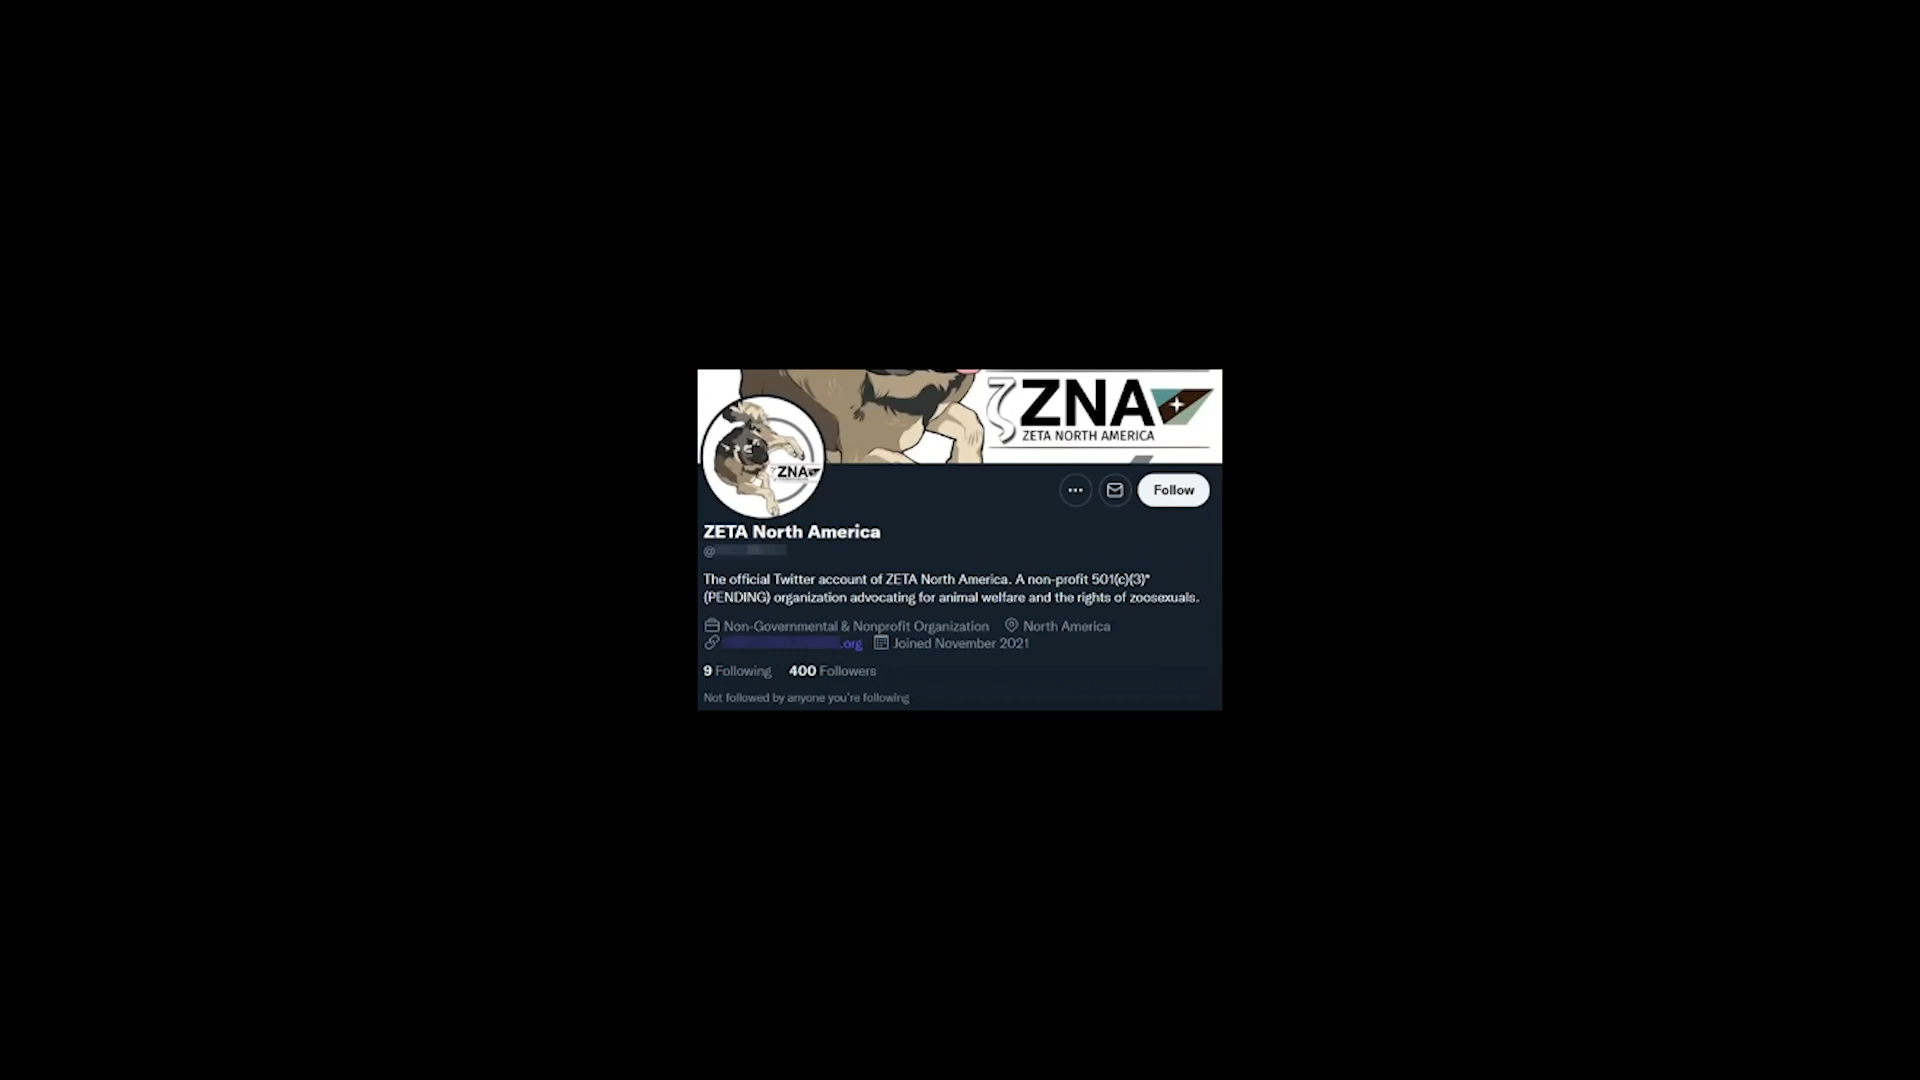 ζZNA
ZETA NORTH AMERICA
ζZNA
Follow
ZETA North America
@
The official Twitter account of ZETA North America. A non-profit 501(c)(3)*
(PENDING) organization advocating for animal welfare and the rights of zoosexuals.
Non-Governmental & Nonprofit Organization North America
.org Joined November 2021
9 Following 400 Followers
Not followed by anyone you're following